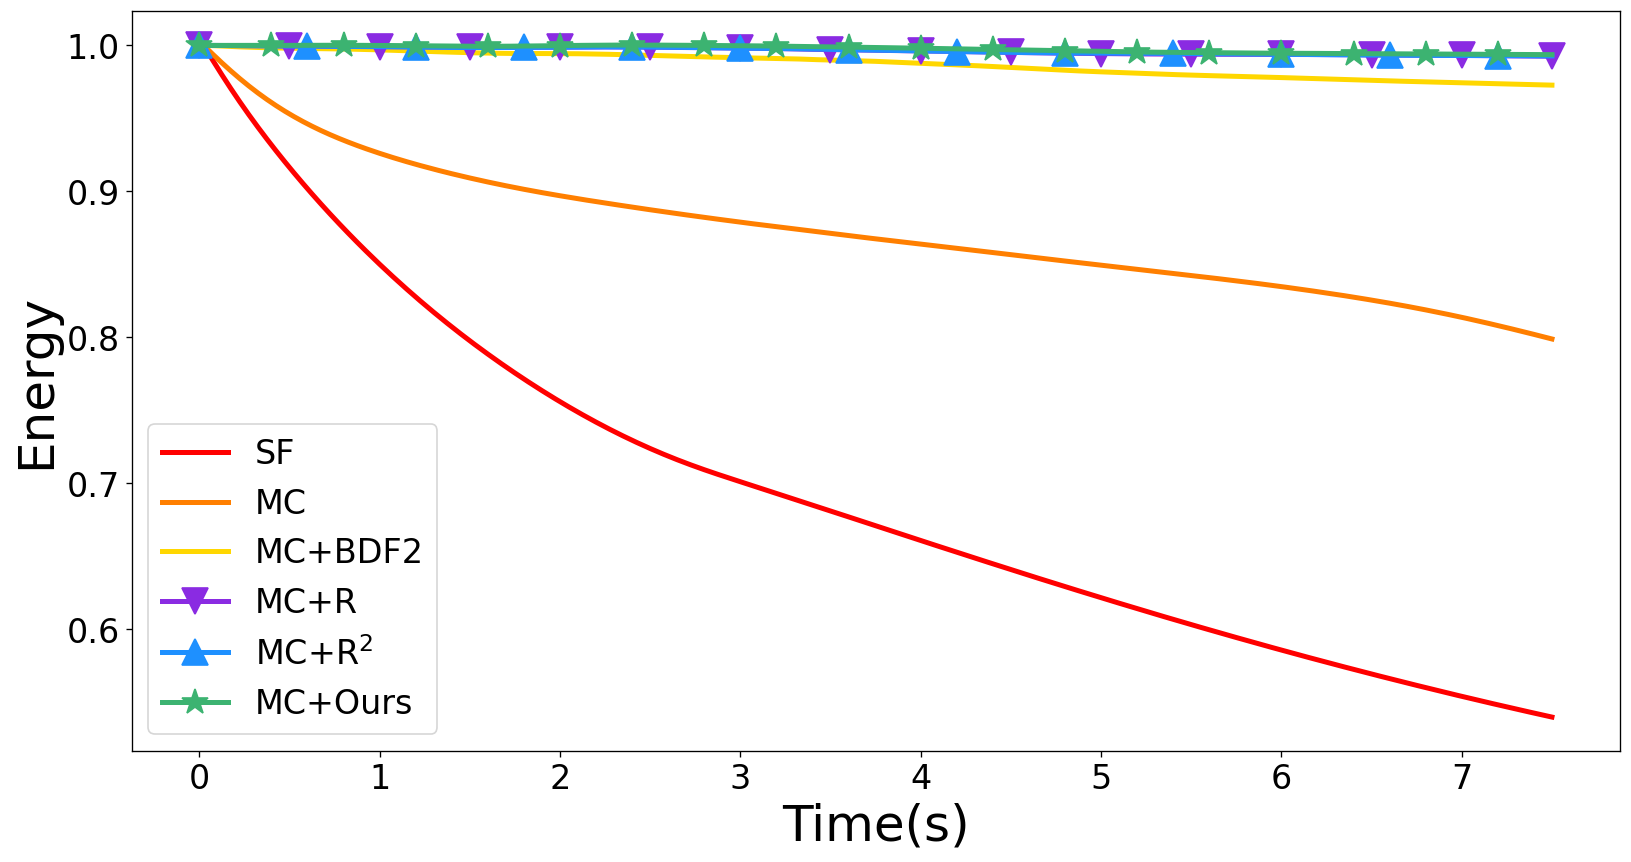 1.0
0.9
0.8
0.7
0.6
Energy
SF
MC
MC+BDF2
MC+R
MC+R²
MC+Ours
0 1 2 3 4 5 6 7
Time(s)